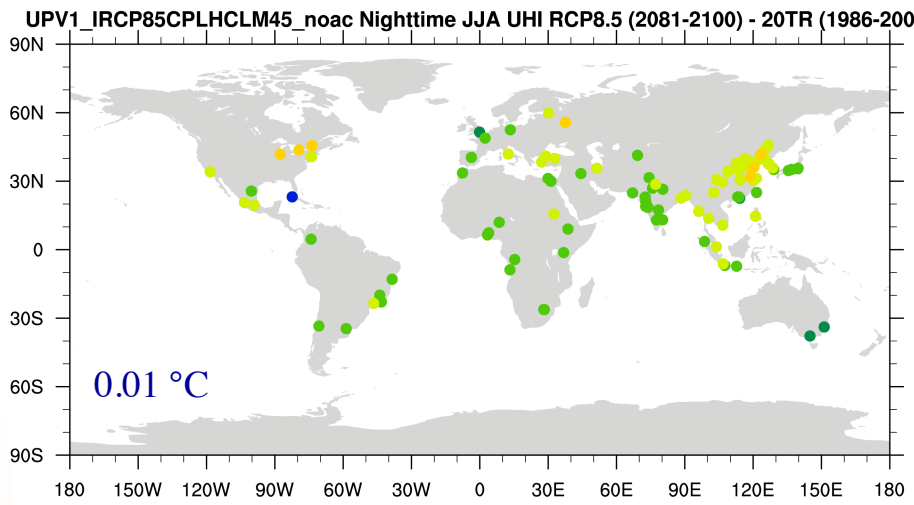 UPV1_IRCP85CPLHCLM45_noac Nighttime JJA UHI RCP8.5 (2081-2100) - 20TR (1986-200
90N
60N
30N
0
30S
60S
90S
0.01 °C
180 150W 120W 90W 60W 30W 0 30E 60E 90E 120E 150E 180